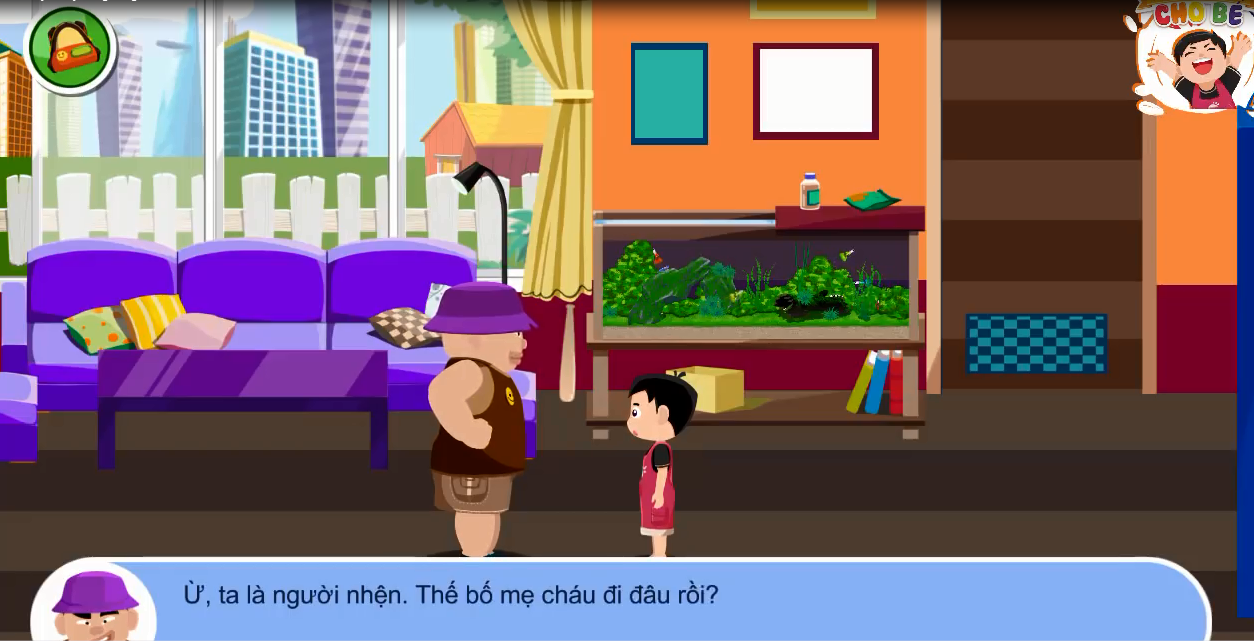 CHO BÉ
Ừ, ta là người nhện. Thế bố mẹ cháu đi đâu rồi?